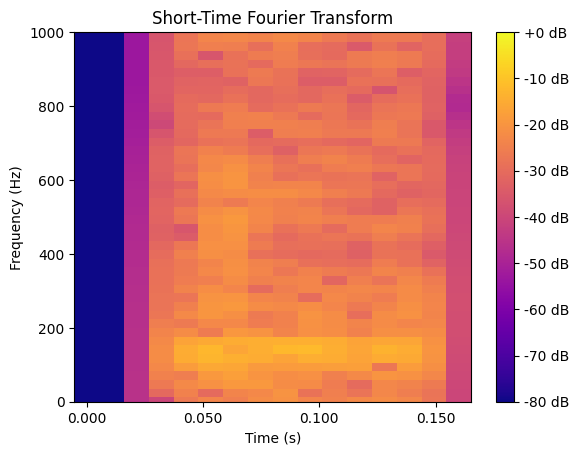 Short-Time Fourier Transform
Frequency (Hz)
1000
800
600
400
200
0
0.000
0.050
0.100
0.150
Time (s)
+0 dB
-10 dB
-20 dB
-30 dB
-40 dB
-50 dB
-60 dB
-70 dB
-80 dB